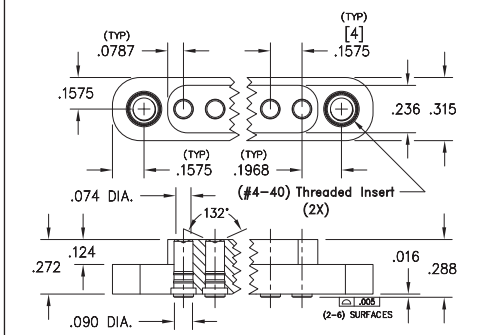 (TYP)
.0787
(TYP)
[4]
.1575
.1575
.236 .315
(TYP)
.1575
(TYP)
.1968
(#4-40) Threaded Insert
(2X)
.074 DIA.
132°
.124
.272
.016
.288
.005
(2-6) SURFACES
.090 DIA.